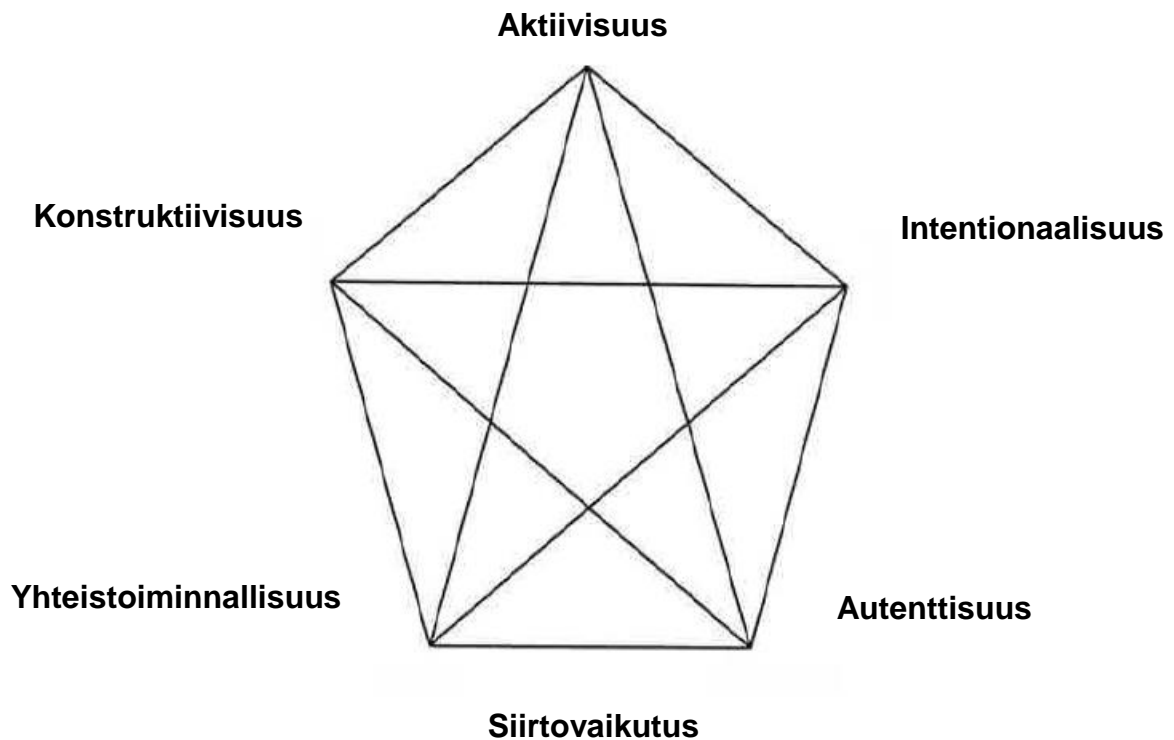 Aktiivisuus
Konstruktiivisuus
Intentionaalisuus
Yhteistoiminnallisuus
Autenttisuus
Siirtovaikutus